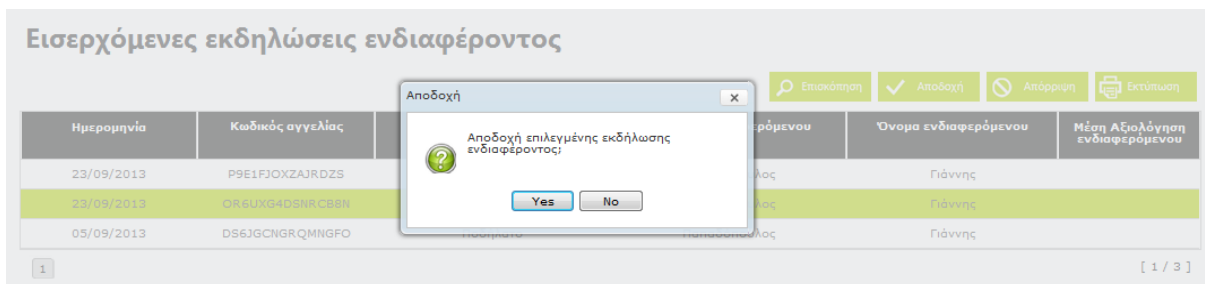 Εισερχόμενες εκδηλώσεις ενδιαφέροντος
Επισκόπηση Αποδοχή Απόρριψη Εκτύπωση
Αποδοχή
Ημερομηνία Κωδικός αγγελίας Όνομα ενδιαφερόμενου Μέση Αξιολόγηση
ενδιαφερόμενου
Αποδοχή επιλεγμένης εκδήλωσης
ενδιαφέροντος;
Yes No
23/09/2013 P9E1FJOXZAJRDZS Γιάννης
23/09/2013 OR6UXG4DSNRCB8N Γιάννης
05/09/2013 DS6JGCNGRQMNGFO Γιάννης
1 [ 1 / 3 ]